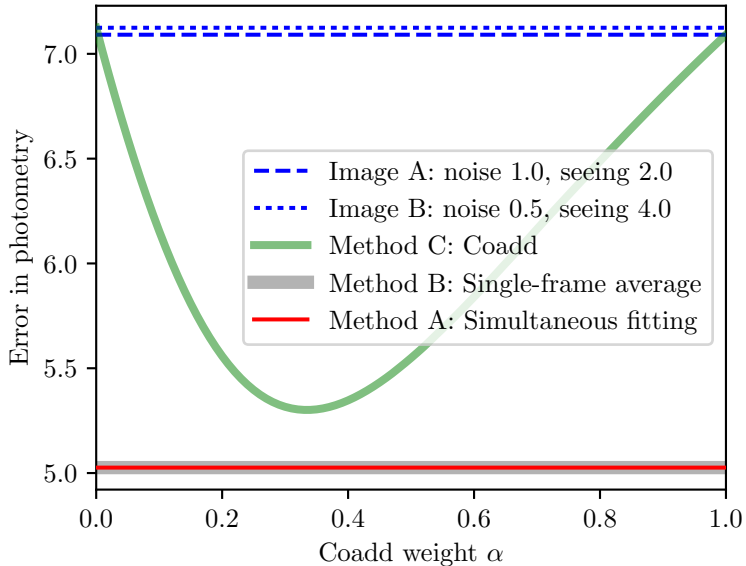 7.0
6.5
6.0
5.5
5.0
Error in photometry
Image A: noise 1.0, seeing 2.0
Image B: noise 0.5, seeing 4.0
Method C: Coadd
Method B: Single-frame average
Method A: Simultaneous fitting
0.0 0.2 0.4 0.6 0.8 1.0
Coadd weight α